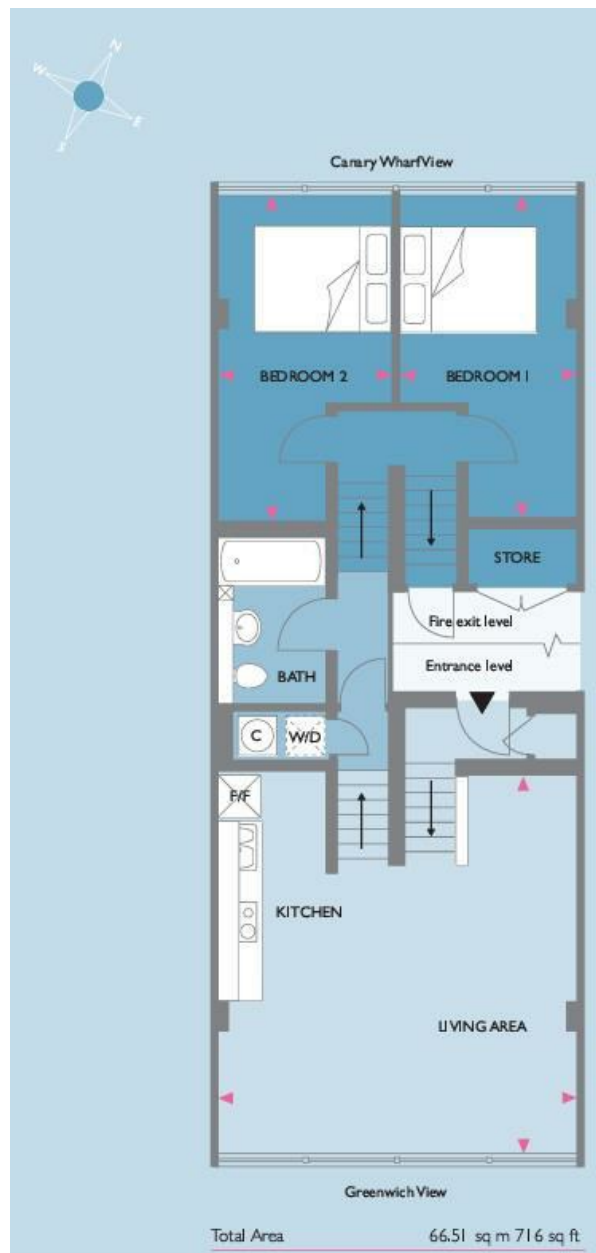 N
W
E
S
Canary WharfView
BEDROOM 2
BEDROOM 1
STORE
Fire exit level
Entrance level
BATH
C
W/D
F/F
KITCHEN
LIVING AREA
Greenwich View
Total Area 66.51 sq m 716 sq ft